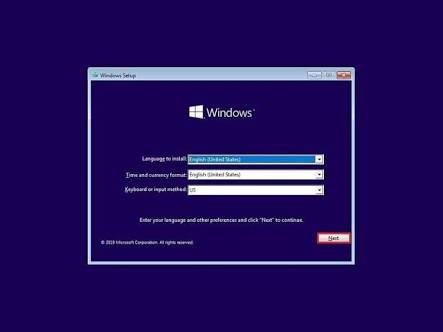 Windows Setup
Windows
Language to install: English (United States)
Time and currency format: English (United States)
Keyboard or input method: US
Enter your language and other preferences and click "Next" to continue.
© 2019 Microsoft Corporation. All rights reserved.
Next